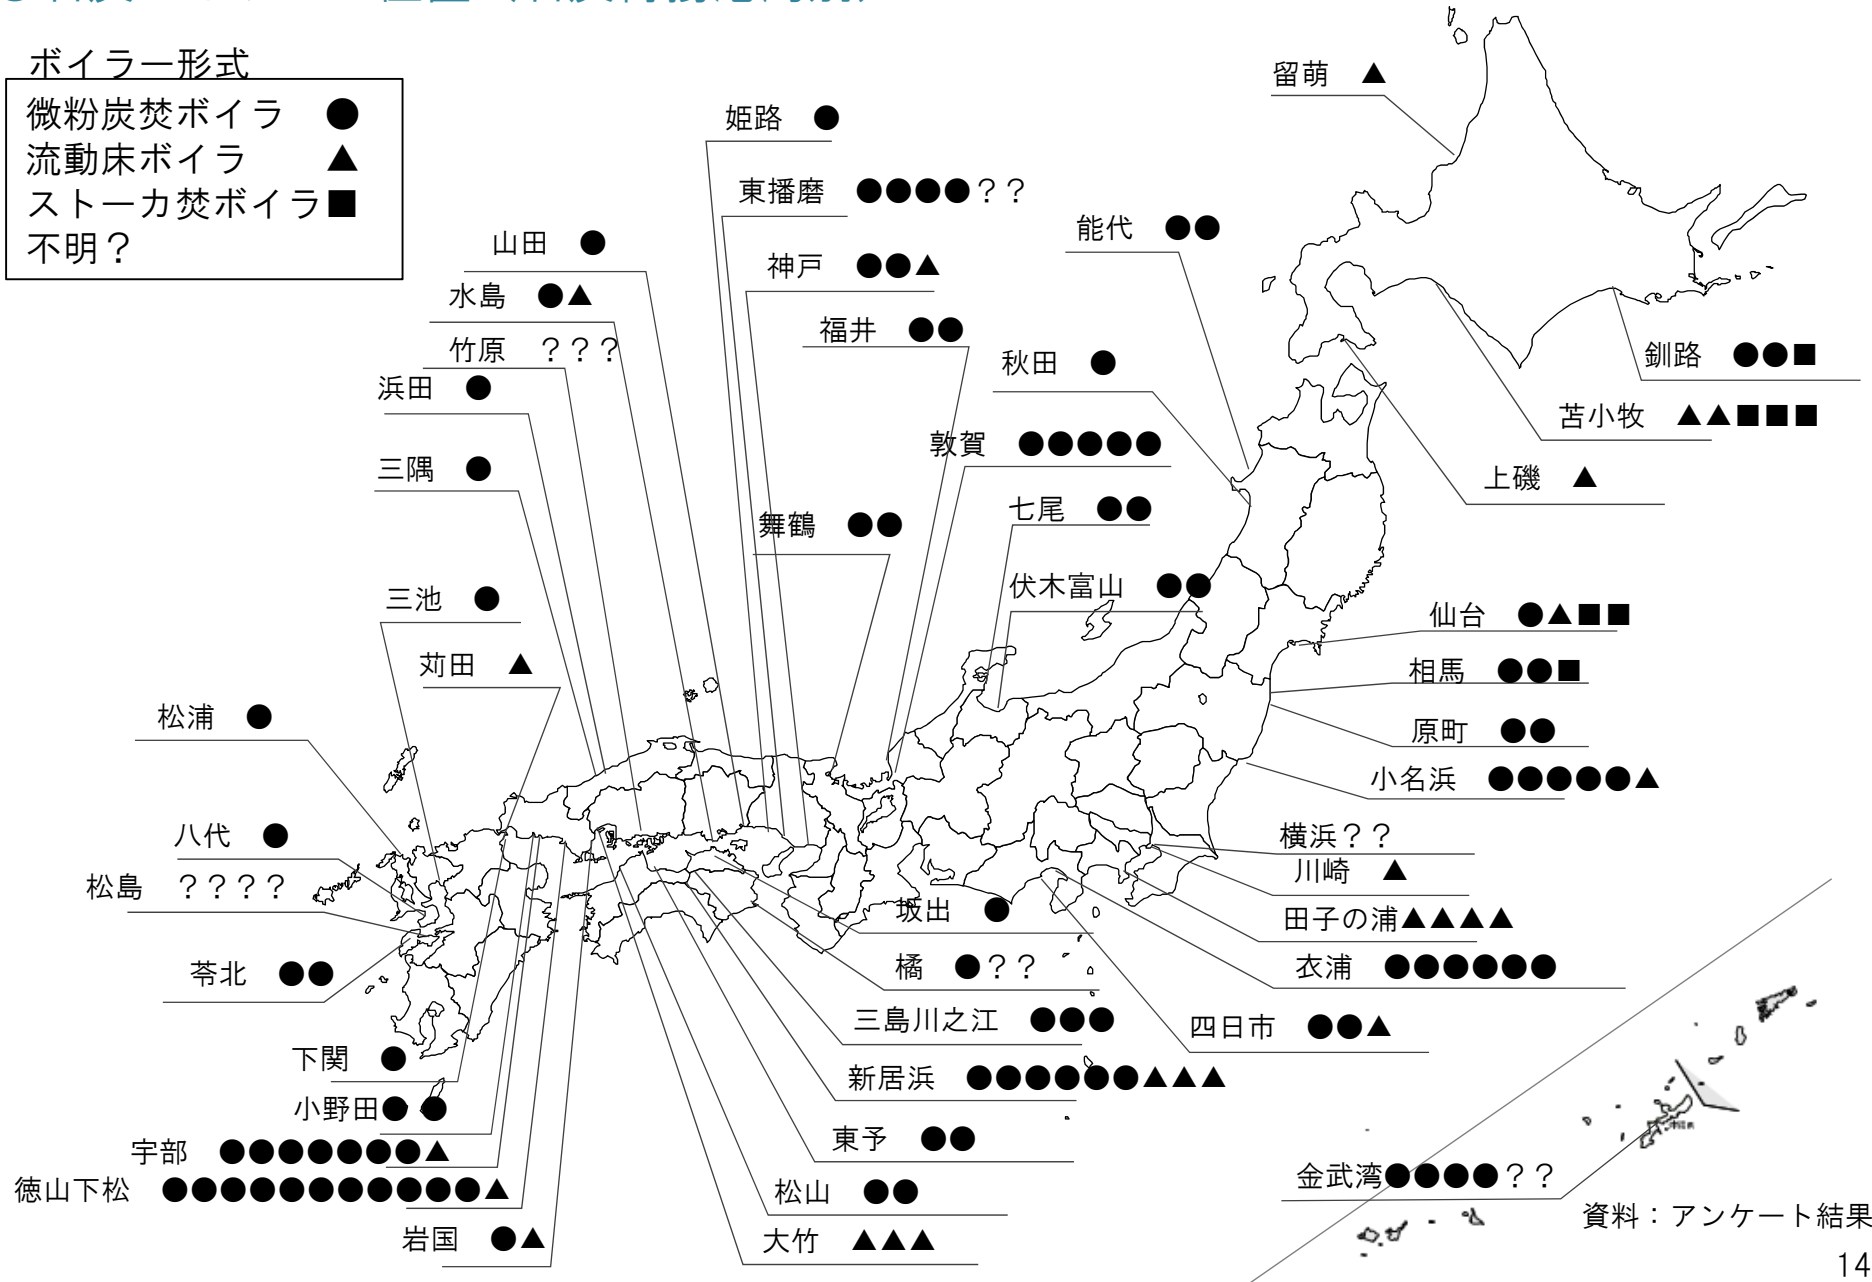 ボイラー形式
微粉炭焚ボイラ ●
流動床ボイラ ▲
ストーカ焚ボイラ■
不明？
留萌 ▲
姫路 ●
東播磨 ●●●●？？
能代 ●●
山田 ●
神戸 ●●▲
水島 ●▲
福井 ●●
竹原 ？？？
秋田 ●
釧路 ●●■
浜田 ●
苫小牧 ▲▲■■■
敦賀 ●●●●●
三隅 ●
上磯 ▲
七尾 ●●
舞鶴 ●●
伏木富山 ●●
三池 ●
仙台 ●▲■■
苅田 ▲
相馬 ●●■
松浦 ●
原町 ●●
小名浜 ●●●●●▲
八代 ●
横浜？？
川崎 ▲
松島 ？？？？
坂出 ●
田子の浦▲▲▲▲
橘 ●？？
衣浦 ●●●●●●
苓北 ●●
三島川之江 ●●●
四日市 ●●▲
下関 ●
新居浜 ●●●●●●▲▲▲
小野田● ●
東予 ●●
宇部 ●●●●●●●▲
金武湾●●●●？？
徳山下松 ●●●●●●●●●●●▲
松山 ●●
資料：アンケート結果
岩国 ●▲
大竹 ▲▲▲
14